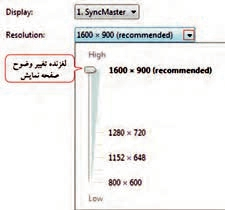 Display:
1. SyncMaster
Resolution:
1600 × 900 (recommended)
High
لغزنده تغییر وضوح
صفحه نمایش
1600 × 900 (recommended)
1280 × 720
1152 × 648
800 × 600
Low